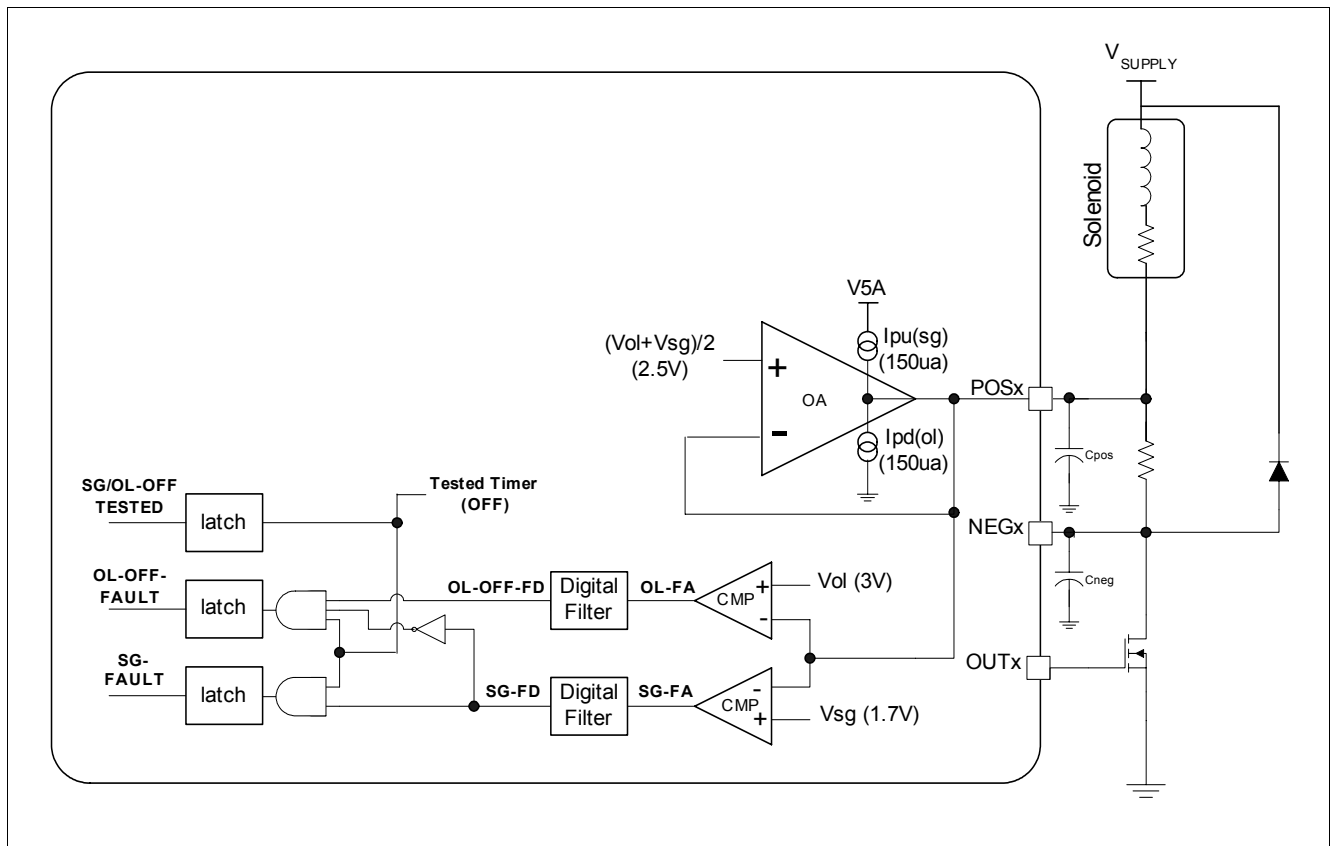 V
SUPPLY
Solenoid
V5A
(Vol+Vsg)/2
(2.5V)
+
-
OA
Ipu(sg)
(150ua)
Ipd(ol)
(150ua)
POSx
Cpos
NEGx
Cneg
OUTx
SG/OL-OFF
TESTED
latch
Tested Timer
(OFF)
OL-OFF-
FAULT
latch
OL-OFF-FD
Digital
Filter
OL-FA
CMP
+
-
Vol (3V)
SG-
FAULT
latch
SG-FD
Digital
Filter
SG-FA
CMP
-
+
Vsg (1.7V)